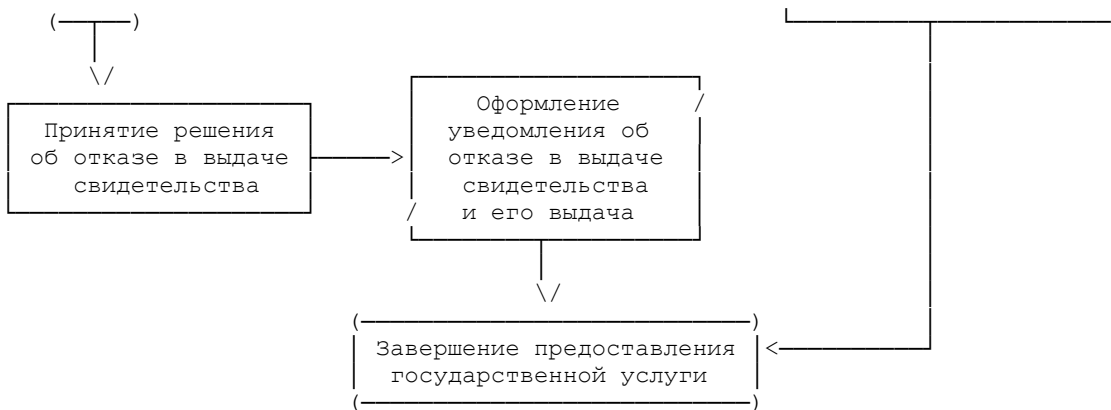 Принятие решения
об отказе в выдаче
свидетельства
Оформление
уведомления об
отказе в выдаче
свидетельства
и его выдача
Завершение предоставления
государственной услуги